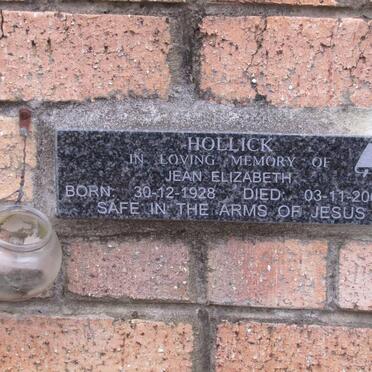 HOLLICK
IN LOVING MEMORY OF
JEAN ELIZABETH
BORN: 30-12-1928 DIED: 03-11-20
SAFE IN THE ARMS OF JESUS